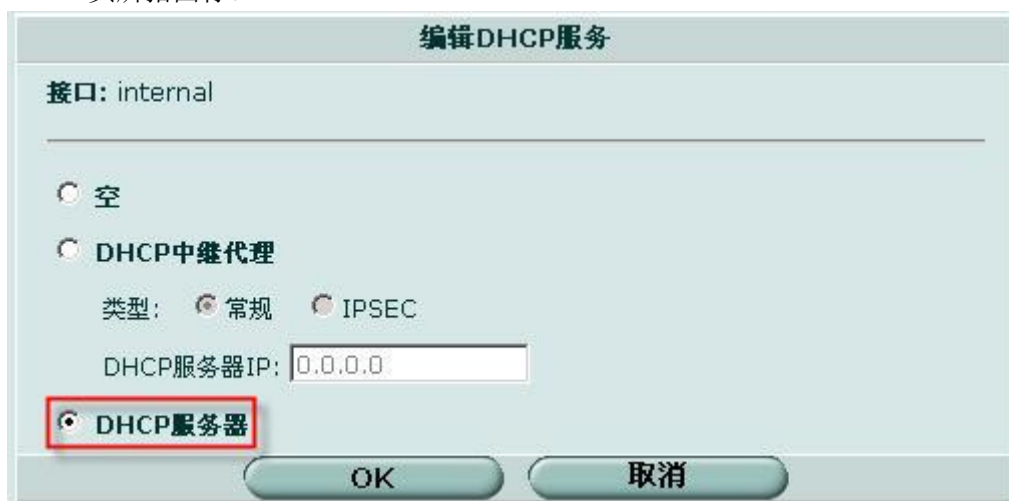 编辑DHCP服务
接口: internal
空
DHCP中继代理
类型: 常规 IPSEC
DHCP服务器IP: 0.0.0.0
DHCP服务器
OK 取消